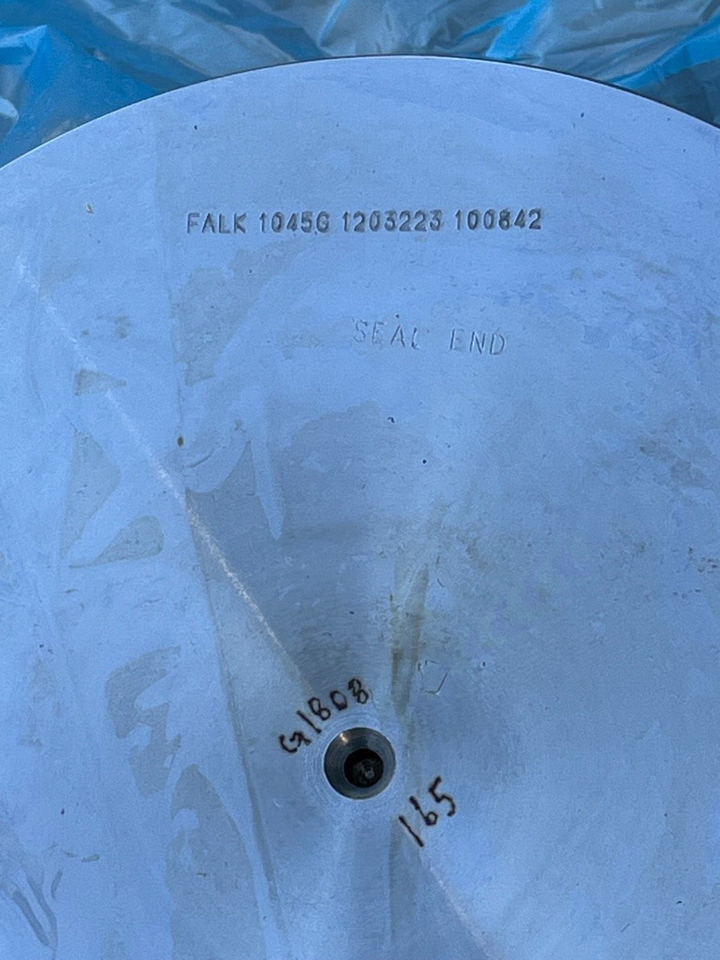 FALK 1045G 1203223 100842
SEAL END
G1808
165